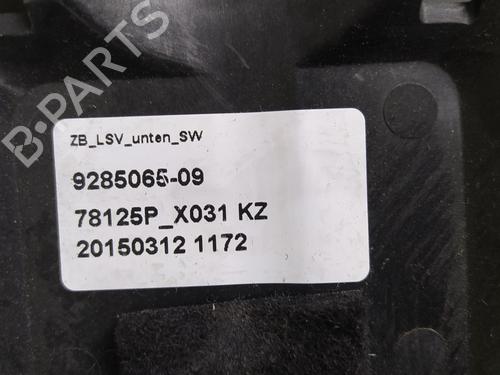 B-PARTS
ZB_LSV_unten_SW
9285065-09
78125P_X031 KZ
20150312 1172